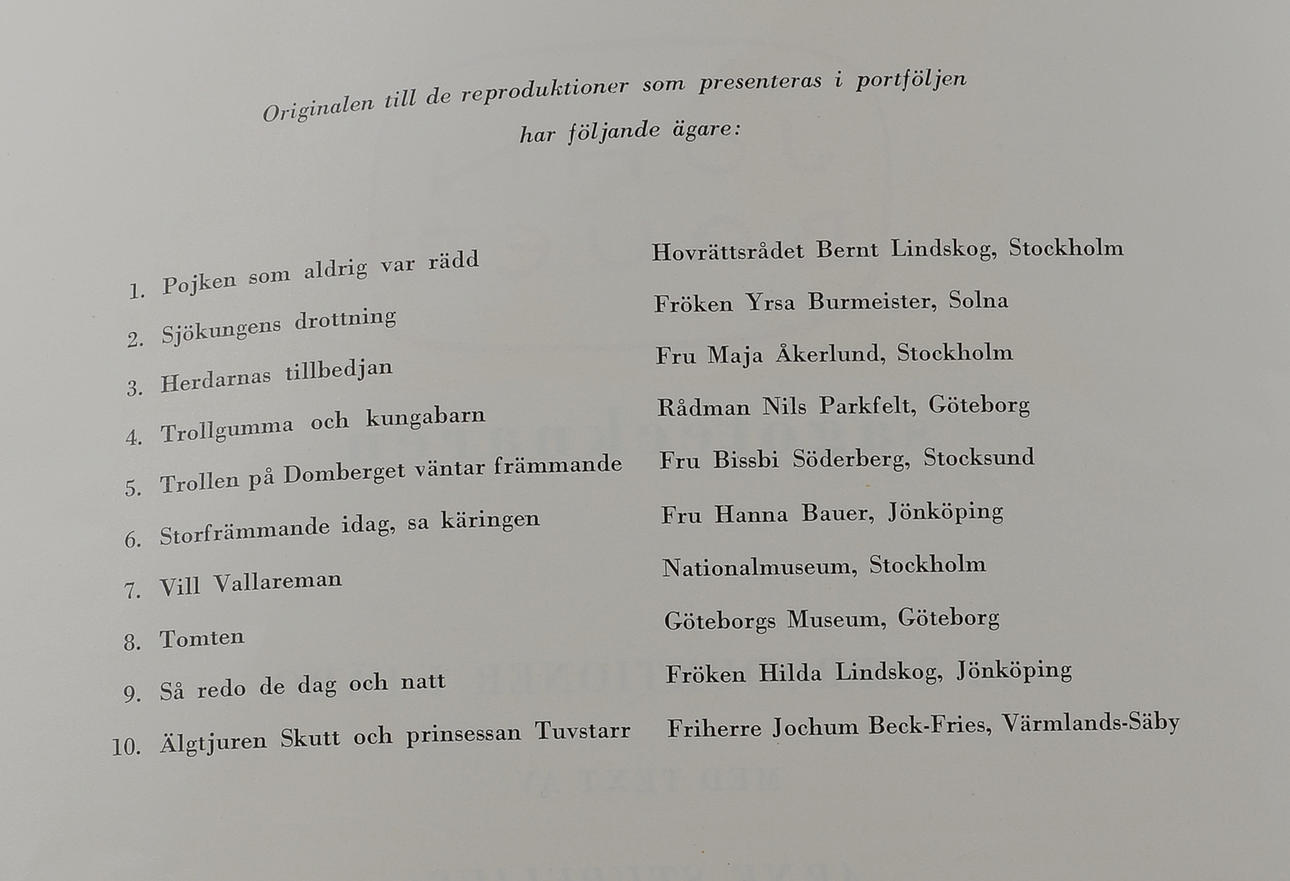 Originalen till de reproduktioner som presenteras i portföljen
har följande ägare:
1. Pojken som aldrig var rädd Hovrättsrådet Bernt Lindskog, Stockholm
2. Sjökungens drottning Fröken Yrsa Burmeister, Solna
3. Herdarnas tillbedjan Fru Maja Åkerlund, Stockholm
4. Trollgumma och kungabarn Rådman Nils Parkfelt, Göteborg
5. Trollen på Domberget väntar främmande Fru Bissbi Söderberg, Stocksund
6. Storfrämmande idag, sa käringen Fru Hanna Bauer, Jönköping
7. Vill Vallareman Nationalmuseum, Stockholm
8. Tomten Göteborgs Museum, Göteborg
9. Så redo de dag och natt Fröken Hilda Lindskog, Jönköping
10. Älgtjuren Skutt och prinsessan Tuvstarr Friherre Jochum Beck-Fries, Värmlands-Säby